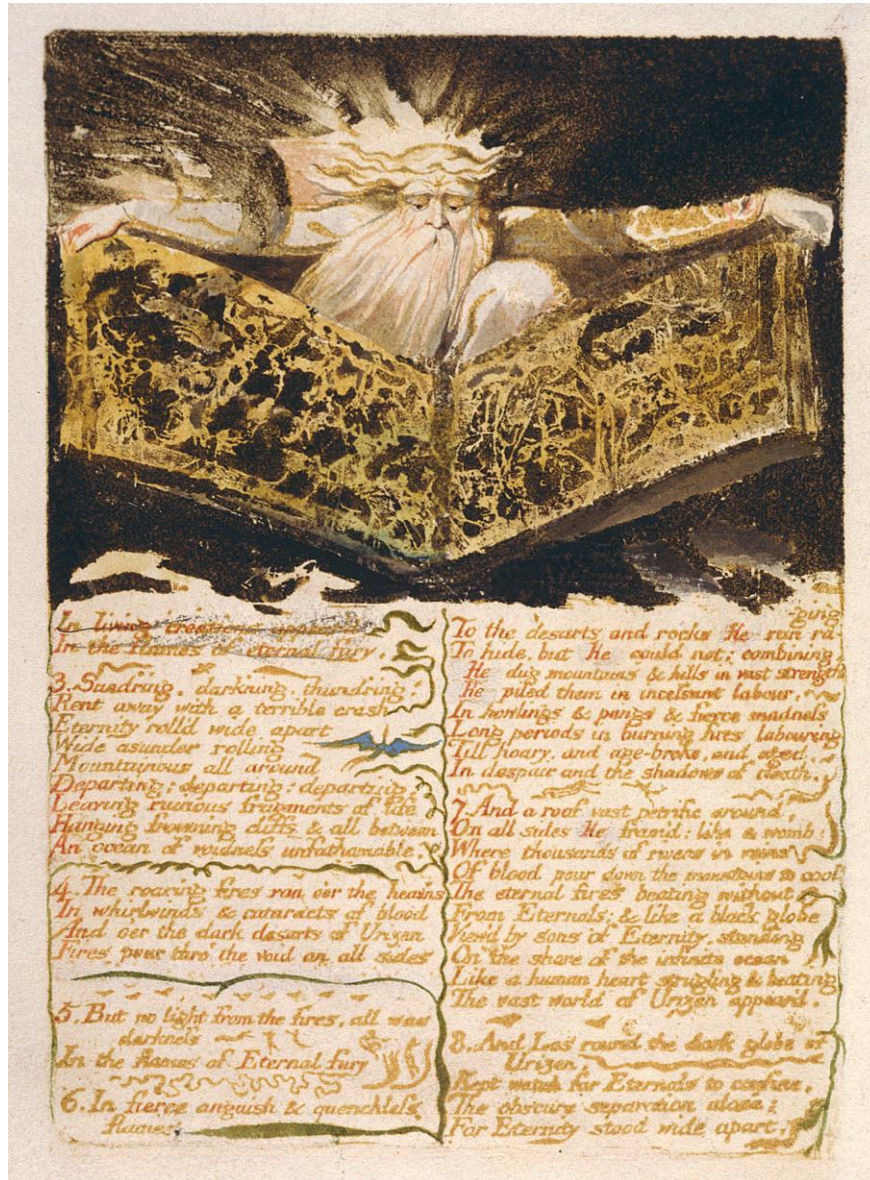 In living creations
In the flames of eternal fury.
3. Sund'ring, dark'ning, thund'ring!
Rent away with a terrible crash
Eternity roll'd wide apart
Wide asunder rolling
Mountainous all around
Departing; departing; departing:
Leaving ruinous fragments of life
Hanging frowning cliffs & all between
An ocean of voidneſs unfathomable.
4. The roaring fires ran o'er the heav'ns
In whirlwinds & cataracts of blood
And o'er the dark desarts of Urizen
Fires pour thro' the void on all sides
5. But no light from the fires, all was
darkneſs
In the flames of Eternal fury
6. In fierce anguish & quenchleſs
flames
ging
To the desarts and rocks He ran ra-
To hide, but He could not; combining
He dug mountains & hills in vast strength
He piled them in inceſsant labour,
In howlings & pangs & fierce madneſs
Long periods in burning fires labouring
Till hoary, and age-broke, and aged,
In despair and the shadows of death.
7. And a roof vast petrific around,
On all sides He fram'd: like a womb;
Where thousands of rivers in veins
Of blood pour down the mountains to cool
The eternal fires beating without
From Eternals; & like a black globe
View'd by sons of Eternity, standing
On the shore of the infinite ocean
Like a human heart strugling & beating
The vast world of Urizen appear'd.
8. And Los round the dark globe of
Urizen,
Kept watch for Eternals to confine,
The obscure separation alone;
For Eternity stood wide apart,